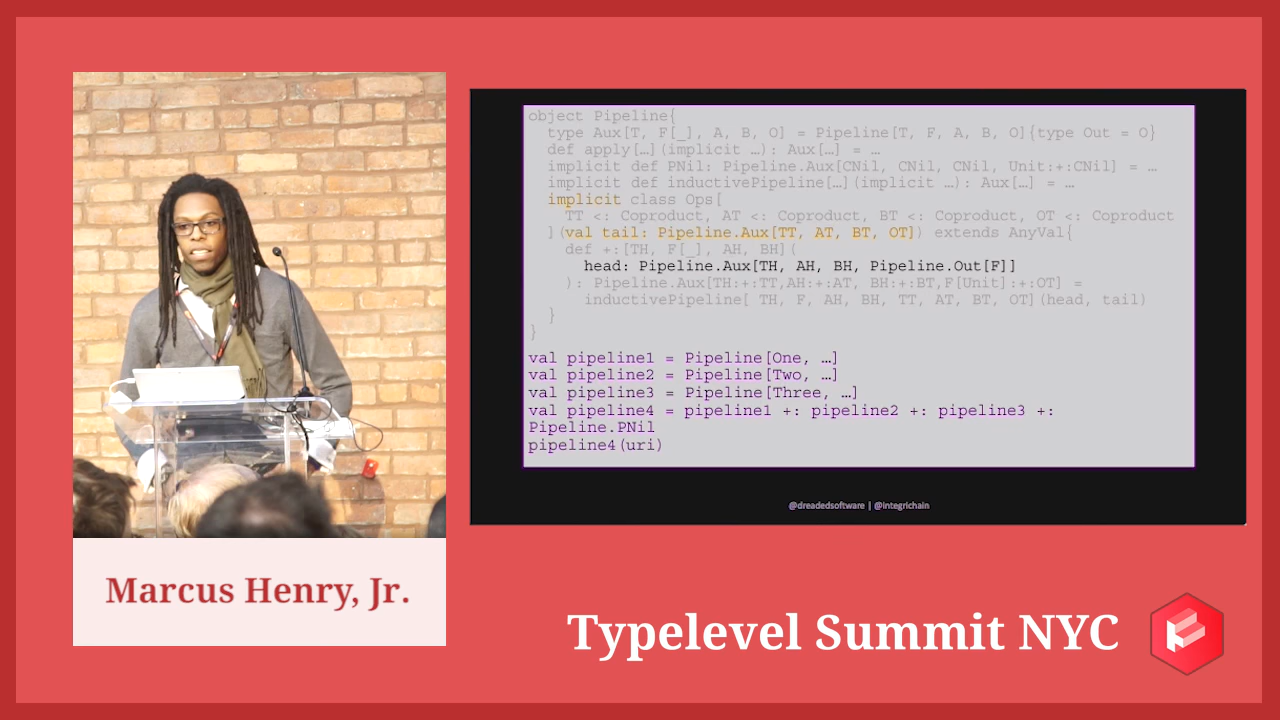 object Pipeline{
type Aux[T, F[_], A, B, O] = Pipeline[T, F, A, B, O]{type Out = O}
def apply[…](implicit …): Aux[…] = …
implicit def PNil: Pipeline.Aux[CNil, CNil, CNil, Unit:+:CNil] = …
implicit def inductivePipeline[…](implicit …): Aux[…] = …
implicit class Ops[
TT <: Coproduct, AT <: Coproduct, BT <: Coproduct, OT <: Coproduct
](val tail: Pipeline.Aux[TT, AT, BT, OT]) extends AnyVal{
def +:[TH, F[_], AH, BH](
head: Pipeline.Aux[TH, AH, BH, Pipeline.Out[F]]
): Pipeline.Aux[TH:+:TT,AH:+:AT, BH:+:BT,F[Unit]:+:OT] =
inductivePipeline[ TH, F, AH, BH, TT, AT, BT, OT](head, tail)
}
}
val pipeline1 = Pipeline[One, …]
val pipeline2 = Pipeline[Two, …]
val pipeline3 = Pipeline[Three, …]
val pipeline4 = pipeline1 +: pipeline2 +: pipeline3 +:
Pipeline.PNil
pipeline4(uri)
@dreadedsoftware | @integrichain
Marcus Henry, Jr.
Typelevel Summit NYC